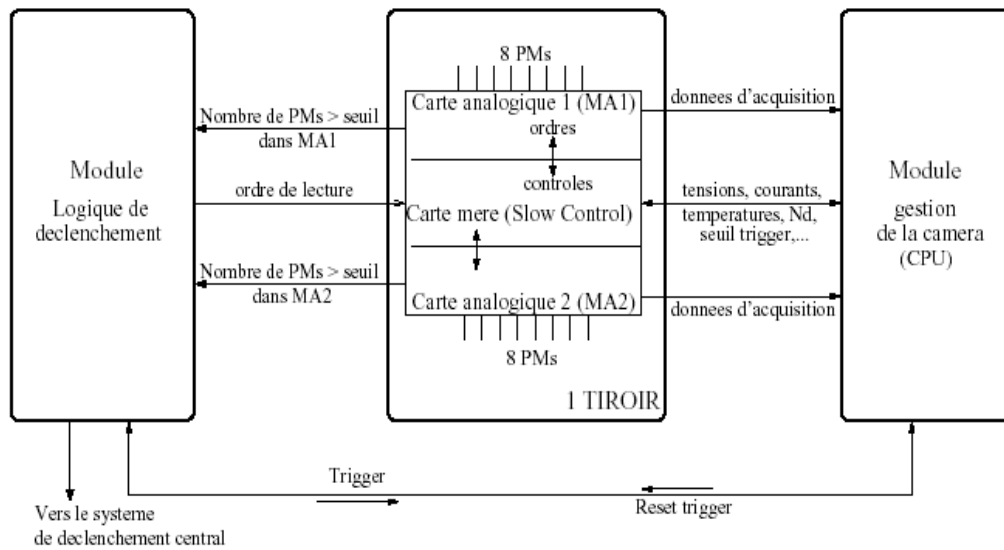 8 PMs
Carte analogique 1 (MA1)
donnees d'acquisition
Nombre de PMs > seuil
dans MA1
ordres
controles
Module
Logique de
declenchement
ordre de lecture
Carte mere (Slow Control)
tensions, courants,
temperatures, Nd,
seuil trigger,...
Module
gestion
de la camera
(CPU)
Nombre de PMs > seuil
dans MA2
Carte analogique 2 (MA2)
donnees d'acquisition
8 PMs
1 TIROIR
Trigger
Reset trigger
Vers le systeme
de declenchement central